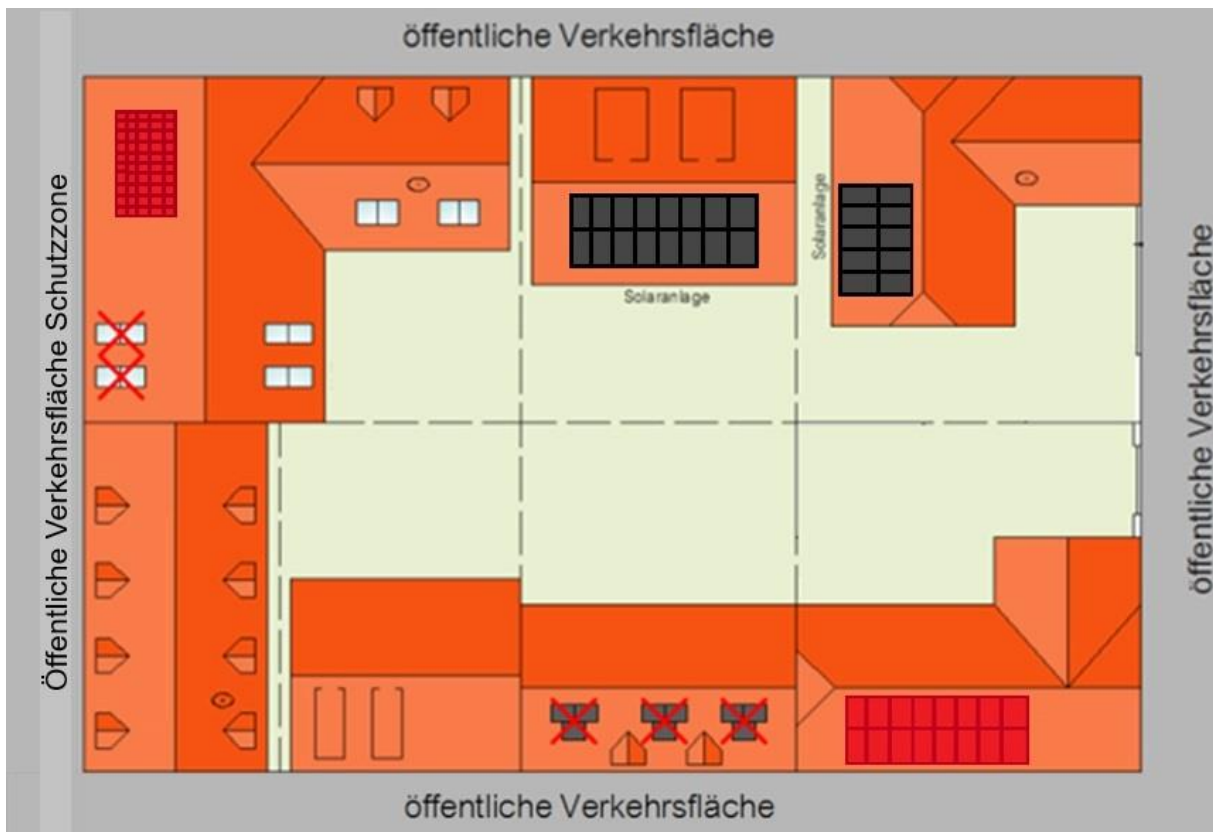 öffentliche Verkehrsfläche
Öffentliche Verkehrsfläche Schutzzone
Solaranlage
Solaranlage
öffentliche Verkehrsfläche
öffentliche Verkehrsfläche